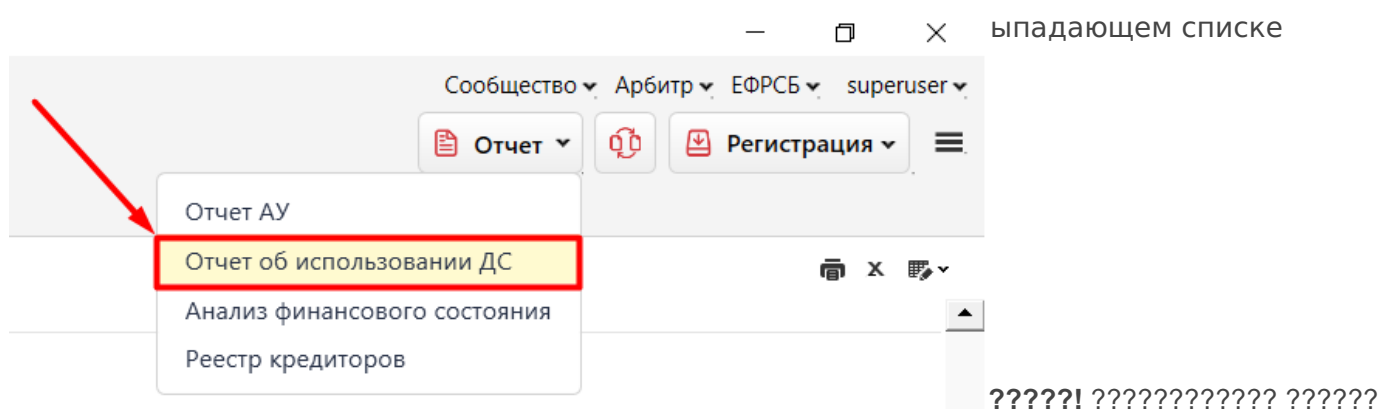 ыпадающем списке
Сообщество Арбитр ЕФРСБ superuser
Отчет Регистрация
Отчет АУ
Отчет об использовании ДС
Анализ финансового состояния
Реестр кредиторов
?????! ???????????? ??????